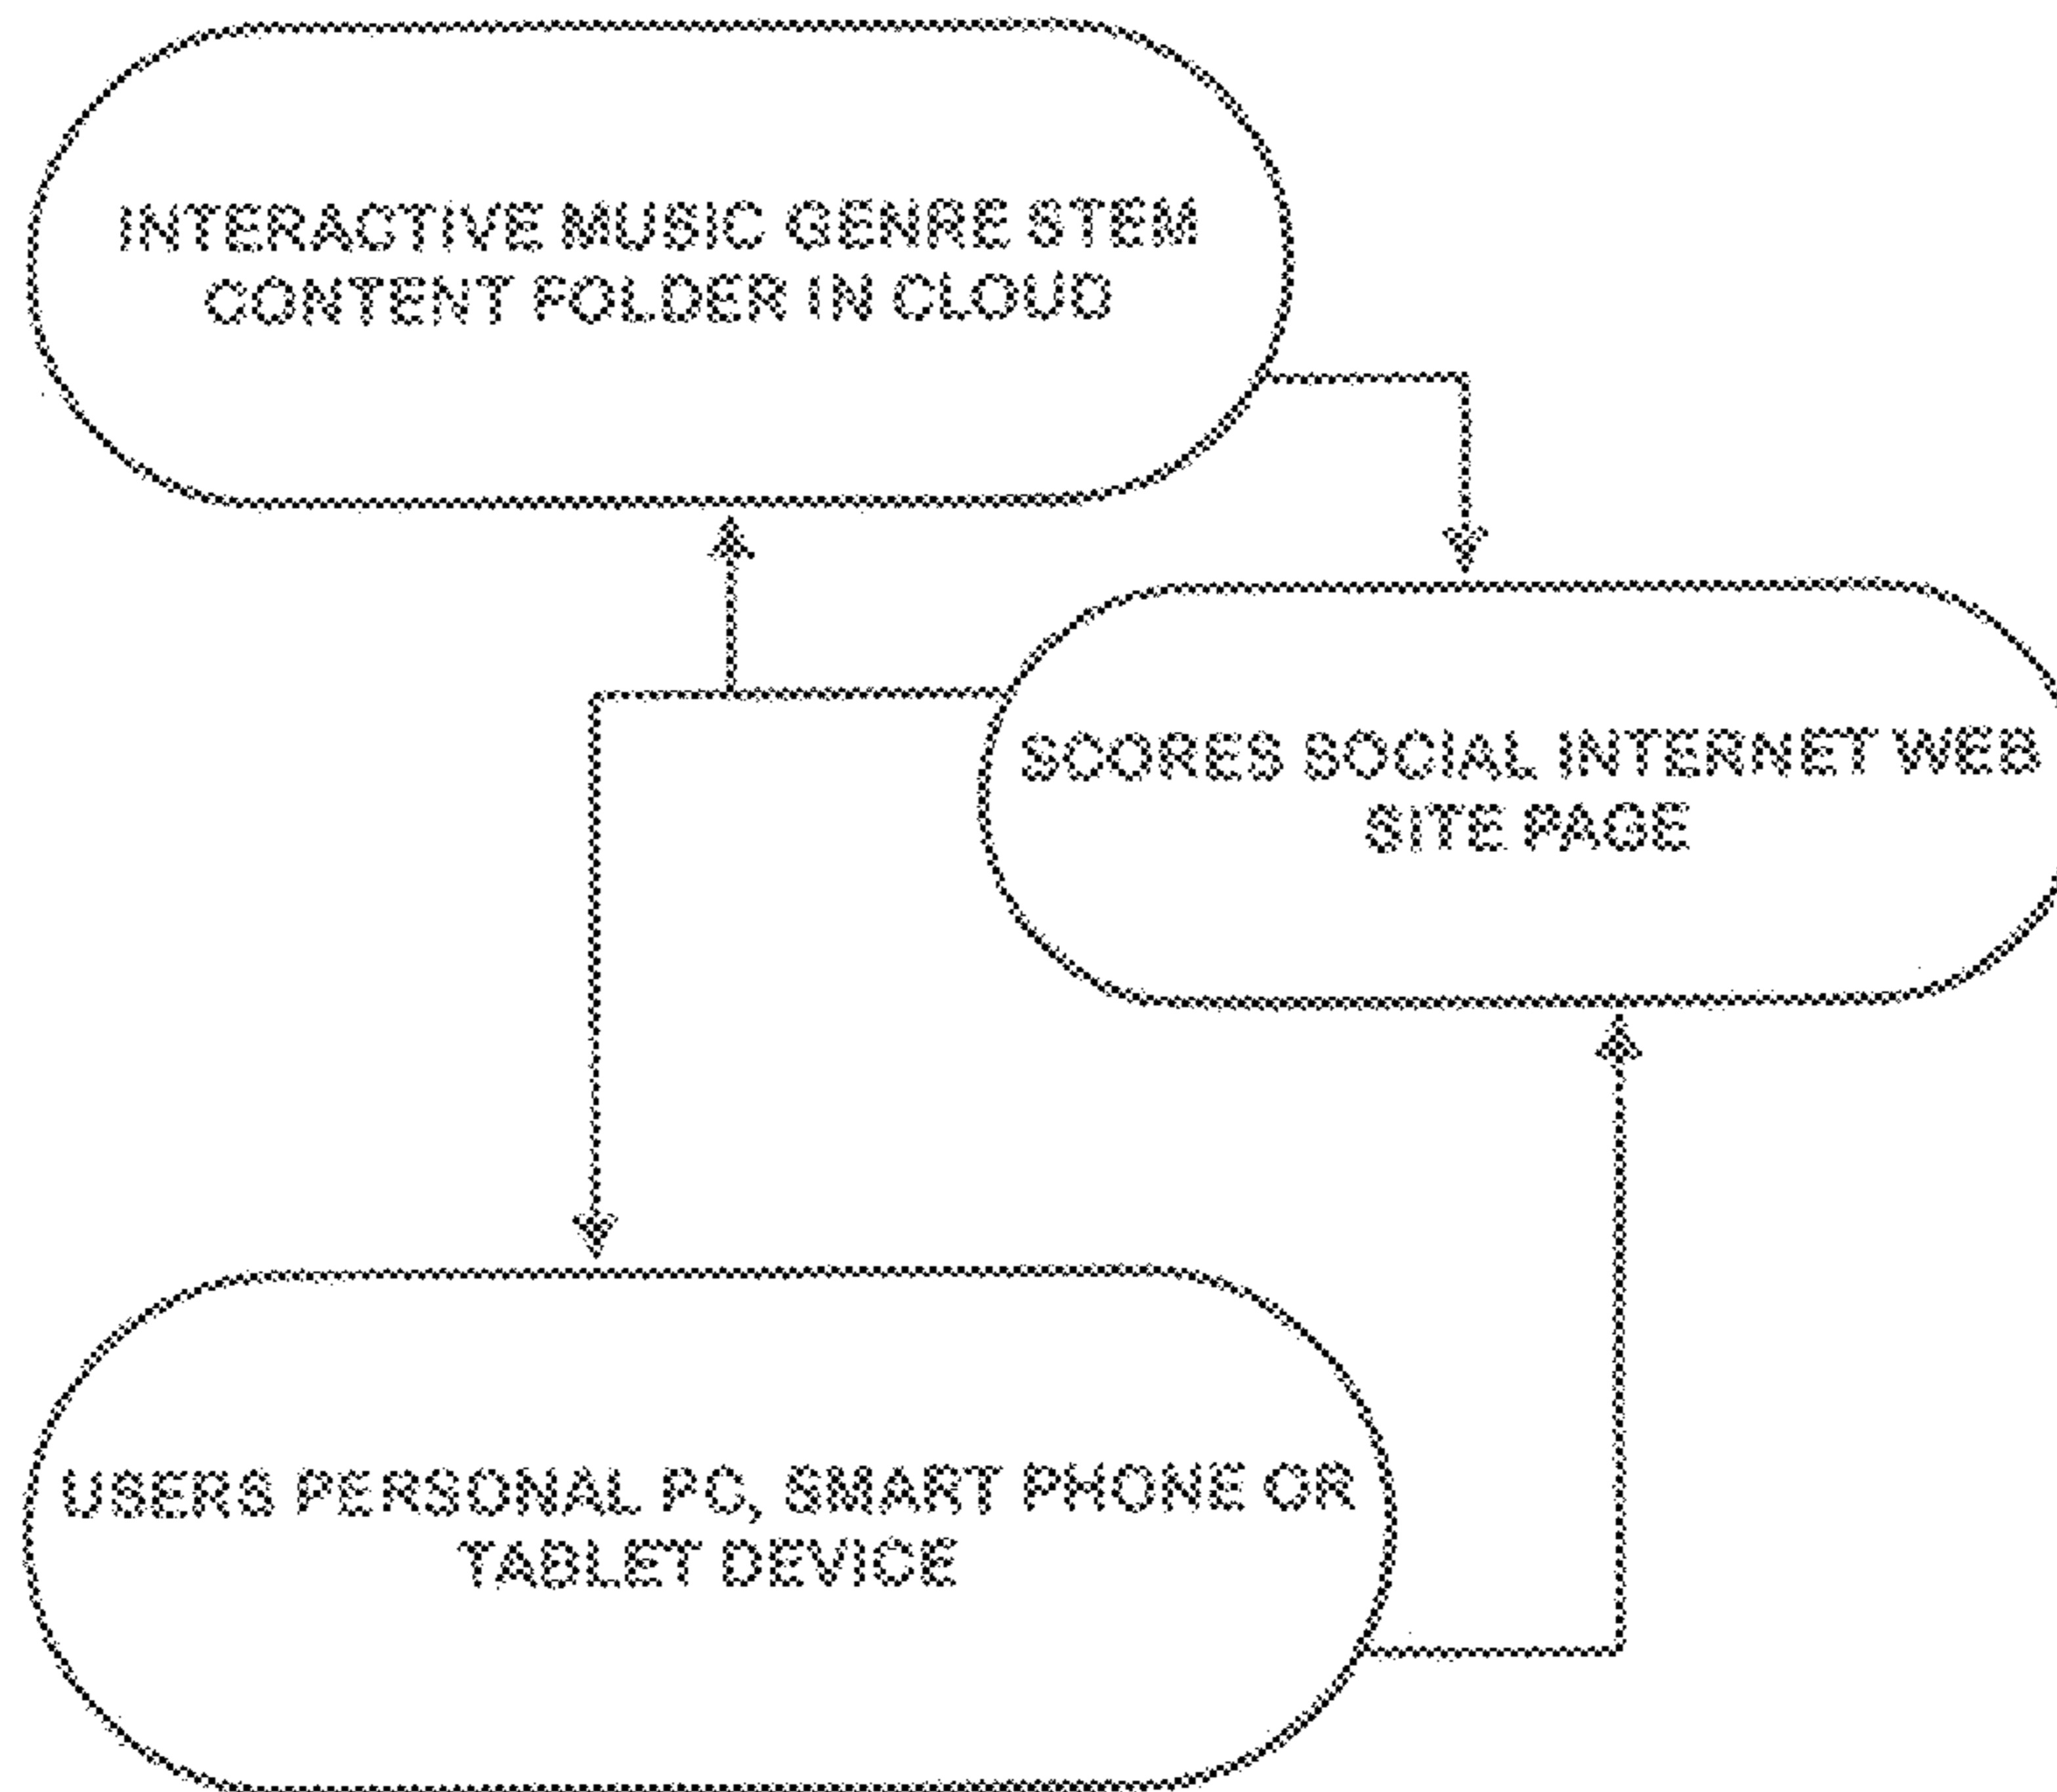 INTERACTIVE MUSIC GENRE STEM
CONTENT FOLDER IN CLOUD
SCORES SOCIAL INTERNET WEB
SITE PAGE
USERS PERSONAL PC, SMART PHONE OR
TABLET DEVICE